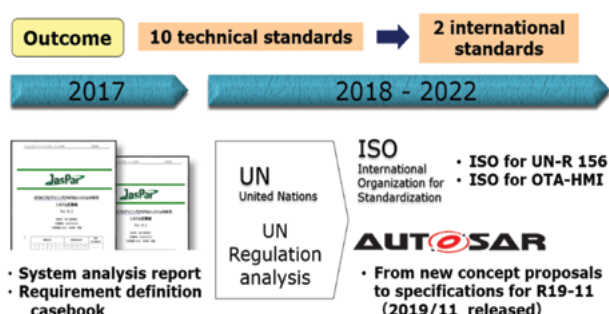 Outcome
10 technical standards
2 international
standards
2017
2018 - 2022
JasPar
JasPar
UN
United Nations
UN
Regulation
analysis
ISO
International
Organization for
Standardization
・ISO for UN-R 156
・ISO for OTA-HMI
AUTOSAR
・System analysis report
・Requirement definition
casebook
・From new concept proposals
to specifications for R19-11
(2019/11 released)